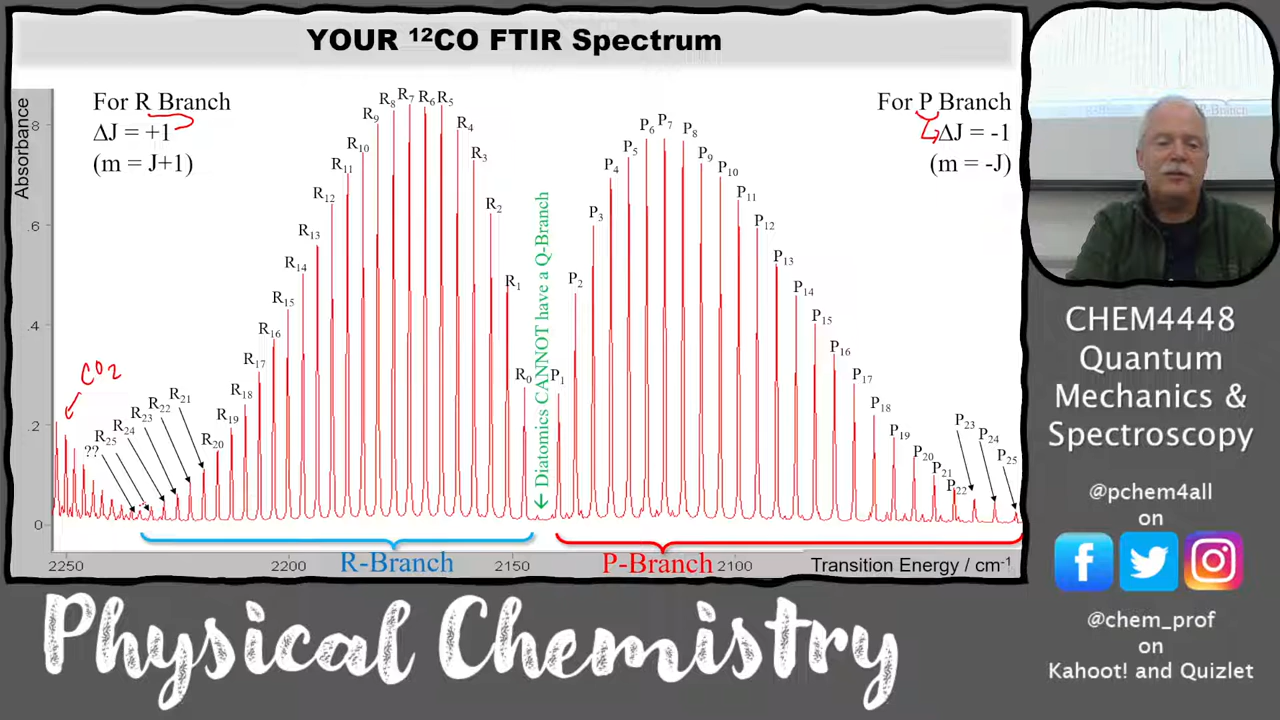 YOUR ¹²CO FTIR Spectrum
For R Branch
ΔJ = +1
(m = J+1)
For P Branch
ΔJ = -1
(m = -J)
Absorbance
.8
.6
.4
.2
0
CO₂
??
R₂₅
R₂₄
R₂₃
R₂₂
R₂₁
R₂₀
R₁₉
R₁₈
R₁₇
R₁₆
R₁₅
R₁₄
R₁₃
R₁₂
R₁₁
R₁₀
R₉
R₈
R₇
R₆
R₅
R₄
R₃
R₂
R₁
R₀
← Diatomics CANNOT have a Q-Branch
P₁
P₂
P₃
P₄
P₅
P₆
P₇
P₈
P₉
P₁₀
P₁₁
P₁₂
P₁₃
P₁₄
P₁₅
P₁₆
P₁₇
P₁₈
P₁₉
P₂₀
P₂₁
P₂₂
P₂₃
P₂₄
P₂₅
2250
2200
R-Branch
2150
P-Branch
2100
Transition Energy / cm⁻¹
P-Branch
CHEM4448
Quantum
Mechanics &
Spectroscopy
@pchem4all
on
@chem_prof
on
Kahoot! and Quizlet
Physical Chemistry